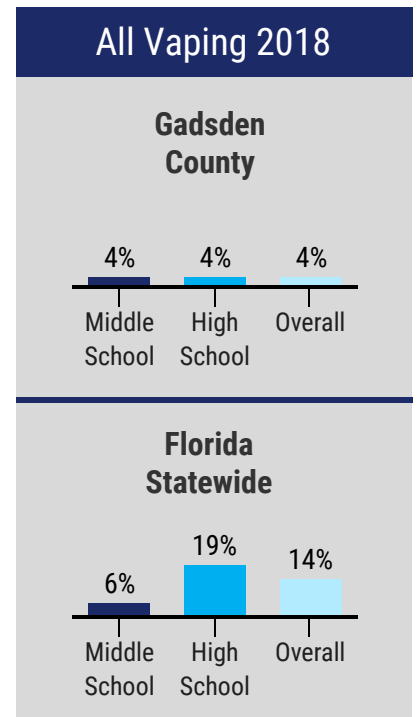 All Vaping 2018
Gadsden
County
4% 4% 4%
Middle High Overall
School School
Florida
Statewide
6% 19% 14%
Middle High Overall
School School